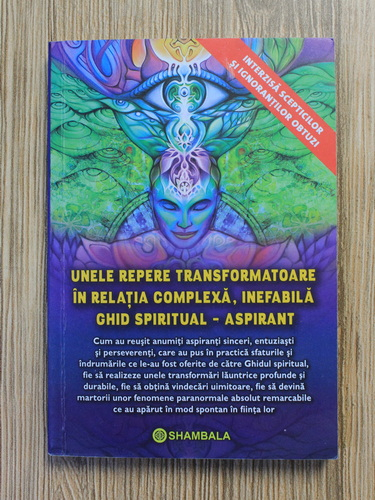 INTERZISĂ SCEPTICILOR
ȘI IGNORANȚILOR OBTUZI
UNELE REPERE TRANSFORMATOARE
ÎN RELAȚIA COMPLEXĂ, INEFABILĂ
GHID SPIRITUAL - ASPIRANT
Cum au reușit anumiți aspiranți sinceri, entuziaști
și perseverenți, care au pus în practică sfaturile și
îndrumările ce le-au fost oferite de către Ghidul spiritual,
fie să realizeze unele transformări lăuntrice profunde și
durabile, fie să obțină vindecări uimitoare, fie să devină
martorii unor fenomene paranormale absolut remarcabile
ce au apărut în mod spontan în ființa lor
SHAMBALA